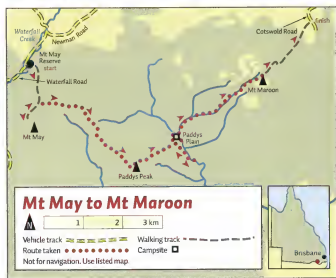 Waterfall
Creek
Newman Road
Mt May
Reserve
start
Waterfall Road
Mt May
Paddys Peak
Paddys
Plain
Mt Maroon
Cotswold Road
finish
Mt May to Mt Maroon
N
1 2 3 km
Vehicle track
Walking track
Route taken
Campsite
Not for navigation. Use listed map.
Brisbane